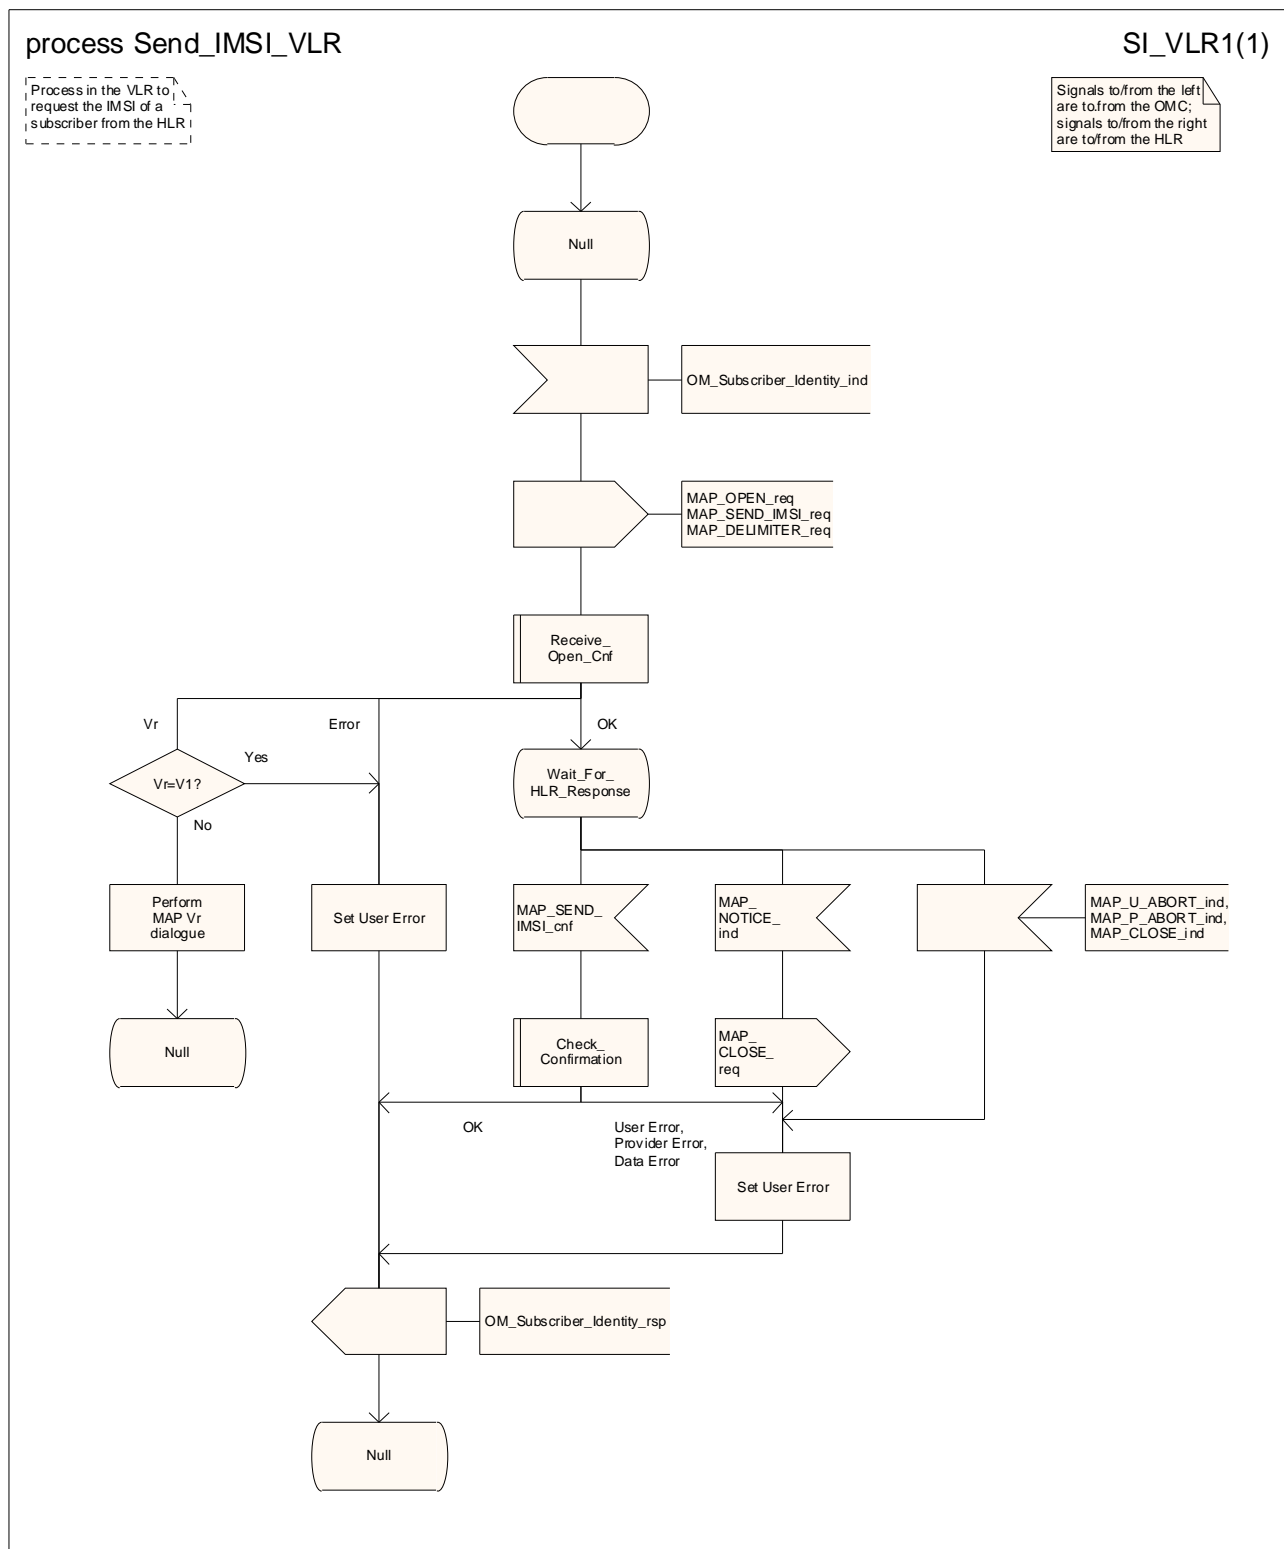 process Send_IMSI_VLR
SI_VLR1(1)
Process in the VLR to
request the IMSI of a
subscriber from the HLR
Signals to/from the left
are to.from the OMC;
signals to/from the right
are to/from the HLR
Null
OM_Subscriber_Identity_ind
MAP_OPEN_req
MAP_SEND_IMSI_req
MAP_DELIMITER_req
Receive_
Open_Cnf
Vr
Error
OK
Yes
Vr=V1?
Wait_For_
HLR_Response
No
Perform
MAP Vr
dialogue
Set User Error
MAP_SEND_
IMSI_cnf
MAP_
NOTICE_
ind
MAP_U_ABORT_ind,
MAP_P_ABORT_ind,
MAP_CLOSE_ind
Null
Check_
Confirmation
MAP_
CLOSE_
req
OK
User Error,
Provider Error,
Data Error
Set User Error
OM_Subscriber_Identity_rsp
Null